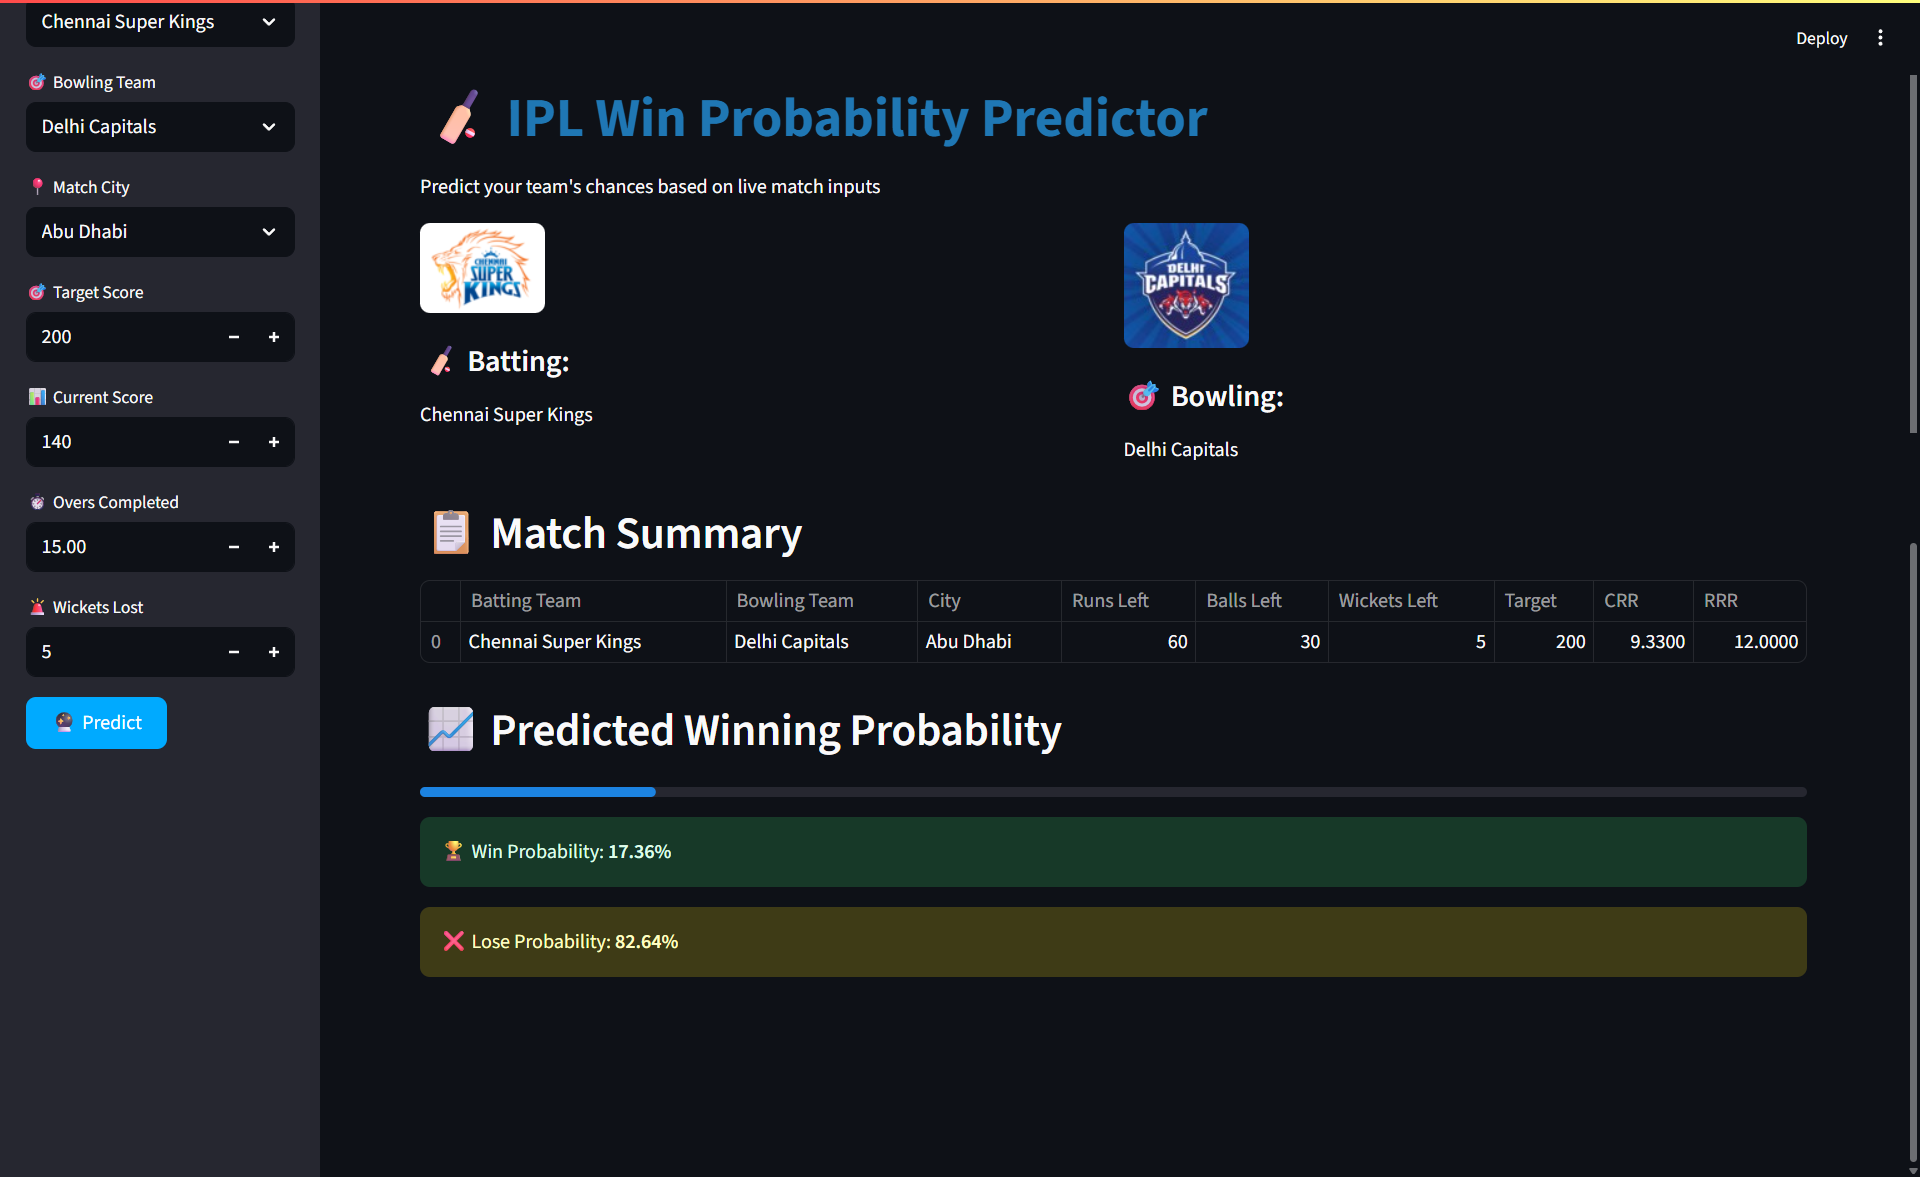 Chennai Super Kings
Bowling Team
Delhi Capitals
Match City
Abu Dhabi
Target Score
200
Current Score
140
Overs Completed
15.00
Wickets Lost
5
Predict
Deploy
IPL Win Probability Predictor
Predict your team's chances based on live match inputs
CHENNAI
SUPER
KINGS
Batting:
Chennai Super Kings
DELHI
CAPITALS
Bowling:
Delhi Capitals
Match Summary
Batting Team Bowling Team City Runs Left Balls Left Wickets Left Target CRR RRR
0 Chennai Super Kings Delhi Capitals Abu Dhabi 60 30 5 200 9.3300 12.0000
Predicted Winning Probability
Win Probability: 17.36%
Lose Probability: 82.64%